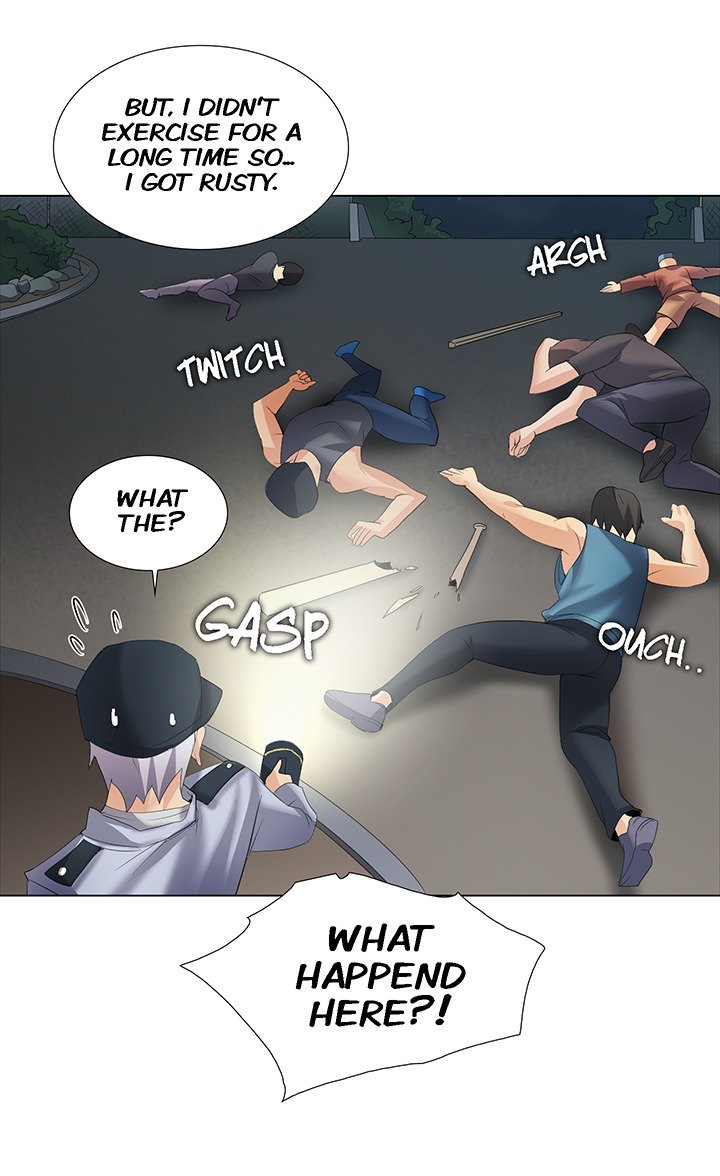 BUT, I DIDN'T
EXERCISE FOR A
LONG TIME SO...
I GOT RUSTY.
ARGH
TWITCH
WHAT
THE?
GASP
OUCH..
WHAT
HAPPEND
HERE?!